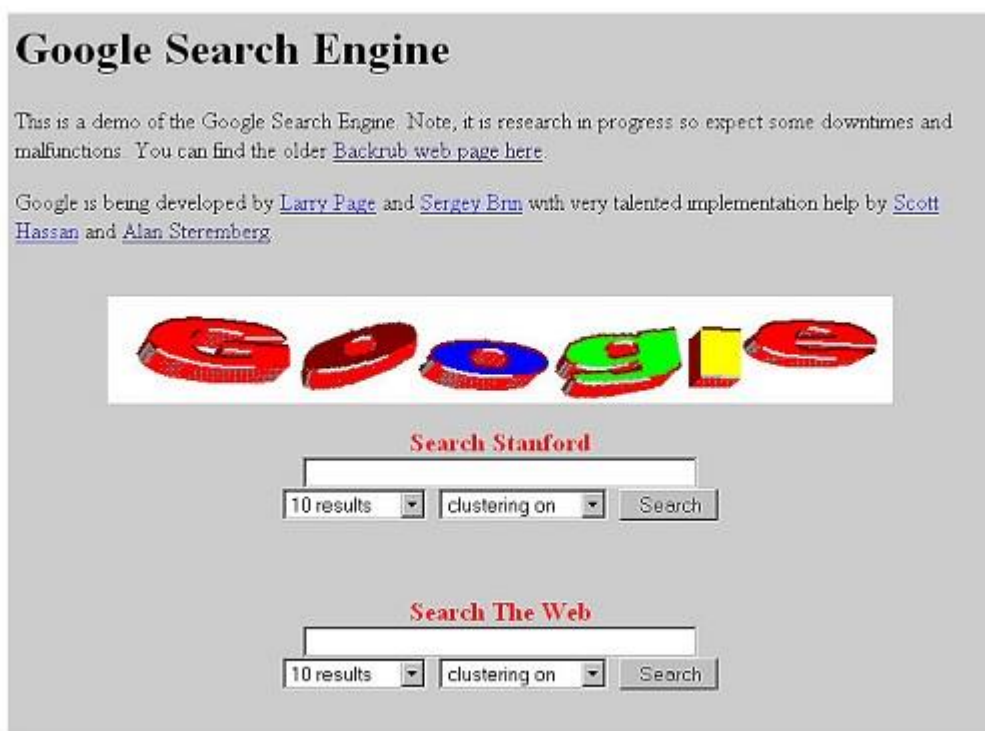 Google Search Engine
This is a demo of the Google Search Engine. Note, it is research in progress so expect some downtimes and
malfunctions. You can find the older Backrub web page here.
Google is being developed by Larry Page and Sergey Brin with very talented implementation help by Scott
Hassan and Alan Steremberg.
Google
Search Stanford
10 results clustering on Search
Search The Web
10 results clustering on Search